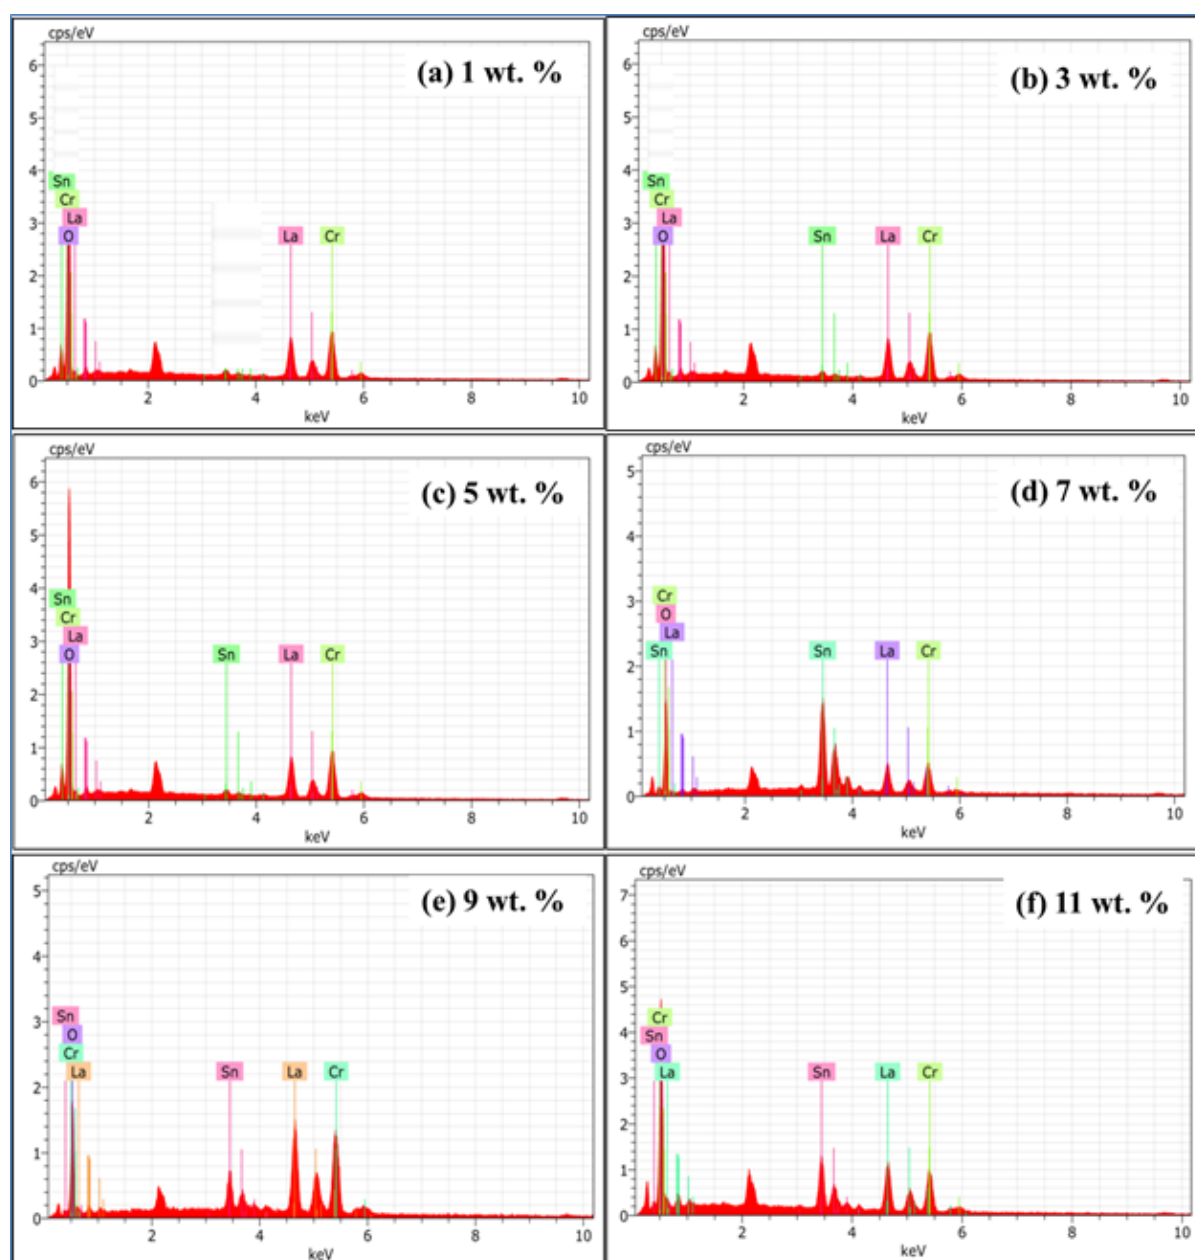 cps/eV
(a) 1 wt. %
6
5
4
3
2
1
0
Sn
Cr
La
O
La
Cr
2 4 6 8 10
keV
cps/eV
(b) 3 wt. %
6
5
4
3
2
1
0
Sn
Cr
La
O
Sn
La
Cr
2 4 6 8 10
keV
cps/eV
(c) 5 wt. %
6
5
4
3
2
1
0
Sn
Cr
La
O
Sn
La
Cr
2 4 6 8 10
keV
cps/eV
(d) 7 wt. %
5
4
3
2
1
0
Cr
O
La
Sn
Sn
La
Cr
2 4 6 8 10
keV
cps/eV
(e) 9 wt. %
5
4
3
2
1
0
Sn
O
Cr
La
Sn
La
Cr
2 4 6 8 10
keV
cps/eV
(f) 11 wt. %
7
6
5
4
3
2
1
0
Cr
Sn
O
La
Sn
La
Cr
2 4 6 8 10
keV